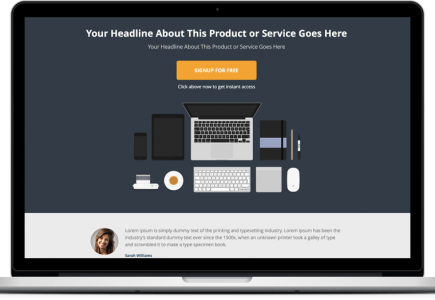 Your Headline About This Product or Service Goes Here
Your Headline About This Product or Service Goes Here
SIGNUP FOR FREE
Click above now to get instant access
Lorem Ipsum is simply dummy text of the printing and typesetting industry. Lorem Ipsum has been the
industry's standard dummy text ever since the 1500s, when an unknown printer took a galley of type
and scrambled it to make a type specimen book.
Sarah Williams